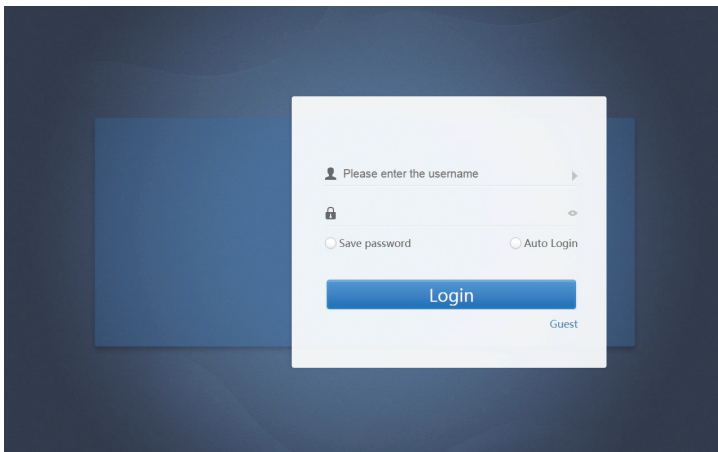 Please enter the username
Save password
Auto Login
Login
Guest